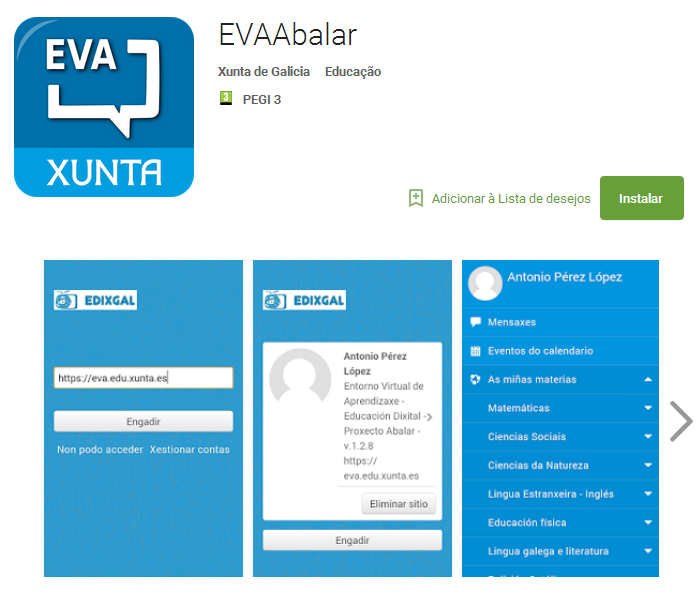 EVA
XUNTA
EVAAbalar
Xunta de Galicia Educação
3 PEGI 3
Adicionar à Lista de desejos
Instalar
EDIXGAL
https://eva.edu.xunta.es
Engadir
Non podo acceder Xestionar contas
EDIXGAL
Antonio Pérez
López
Entorno Virtual de
Aprendizaxe -
Educación Dixital -
Proxecto Abalar -
v.1.2.8
https://
eva.edu.xunta.es
Eliminar sitio
Engadir
Antonio Pérez López
Mensaxes
Eventos do calendario
As miñas materias
Matemáticas
Ciencias Sociais
Ciencias da Natureza
Lingua Estranxeira - Inglés
Educación física
Lingua galega e literatura